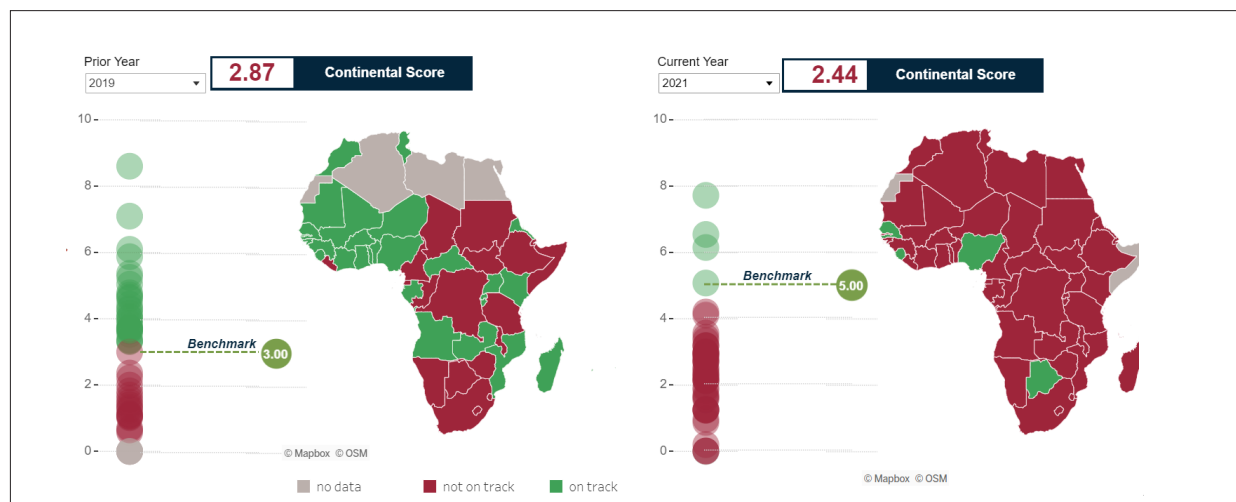 Prior Year
2019
2.87 Continental Score
10
8
6
4
2
0
Benchmark
3.00
© Mapbox © OSM
Current Year
2021
2.44 Continental Score
10
8
6
4
2
0
Benchmark
5.00
© Mapbox © OSM
no data
not on track
on track